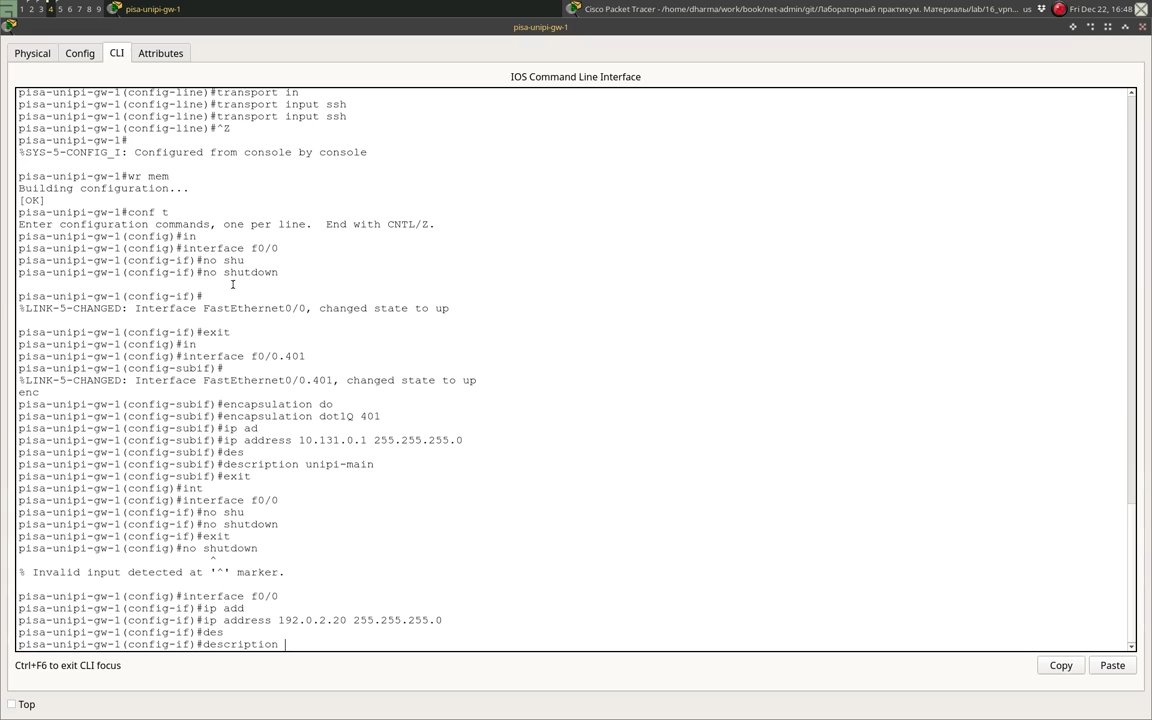 1 2 3 4 5 6 7 8 9 pisa-unipi-gw-1 Cisco Packet Tracer - /home/dharma/work/book/net-admin/git/Лабораторный практикум. Материалы/lab/16_vpn... us Fri Dec 22, 16:48
pisa-unipi-gw-1
Physical Config CLI Attributes
IOS Command Line Interface
pisa-unipi-gw-1(config-line)#transport in
pisa-unipi-gw-1(config-line)#transport input ssh
pisa-unipi-gw-1(config-line)#transport input ssh
pisa-unipi-gw-1(config-line)#^Z
pisa-unipi-gw-1#
%SYS-5-CONFIG_I: Configured from console by console
pisa-unipi-gw-1#wr mem
Building configuration...
[OK]
pisa-unipi-gw-1#conf t
Enter configuration commands, one per line.  End with CNTL/Z.
pisa-unipi-gw-1(config)#in
pisa-unipi-gw-1(config)#interface f0/0
pisa-unipi-gw-1(config-if)#no shu
pisa-unipi-gw-1(config-if)#no shutdown
pisa-unipi-gw-1(config-if)#
%LINK-5-CHANGED: Interface FastEthernet0/0, changed state to up
pisa-unipi-gw-1(config-if)#exit
pisa-unipi-gw-1(config)#in
pisa-unipi-gw-1(config)#interface f0/0.401
pisa-unipi-gw-1(config-subif)#
%LINK-5-CHANGED: Interface FastEthernet0/0.401, changed state to up
enc
pisa-unipi-gw-1(config-subif)#encapsulation do
pisa-unipi-gw-1(config-subif)#encapsulation dot1Q 401
pisa-unipi-gw-1(config-subif)#ip ad
pisa-unipi-gw-1(config-subif)#ip address 10.131.0.1 255.255.255.0
pisa-unipi-gw-1(config-subif)#des
pisa-unipi-gw-1(config-subif)#description unipi-main
pisa-unipi-gw-1(config-subif)#exit
pisa-unipi-gw-1(config)#int
pisa-unipi-gw-1(config)#interface f0/0
pisa-unipi-gw-1(config-if)#no shu
pisa-unipi-gw-1(config-if)#no shutdown
pisa-unipi-gw-1(config-if)#exit
pisa-unipi-gw-1(config)#no shutdown
^
% Invalid input detected at '^' marker.
pisa-unipi-gw-1(config)#interface f0/0
pisa-unipi-gw-1(config-if)#ip add
pisa-unipi-gw-1(config-if)#ip address 192.0.2.20 255.255.255.0
pisa-unipi-gw-1(config-if)#des
pisa-unipi-gw-1(config-if)#description
Ctrl+F6 to exit CLI focus Copy Paste
Top